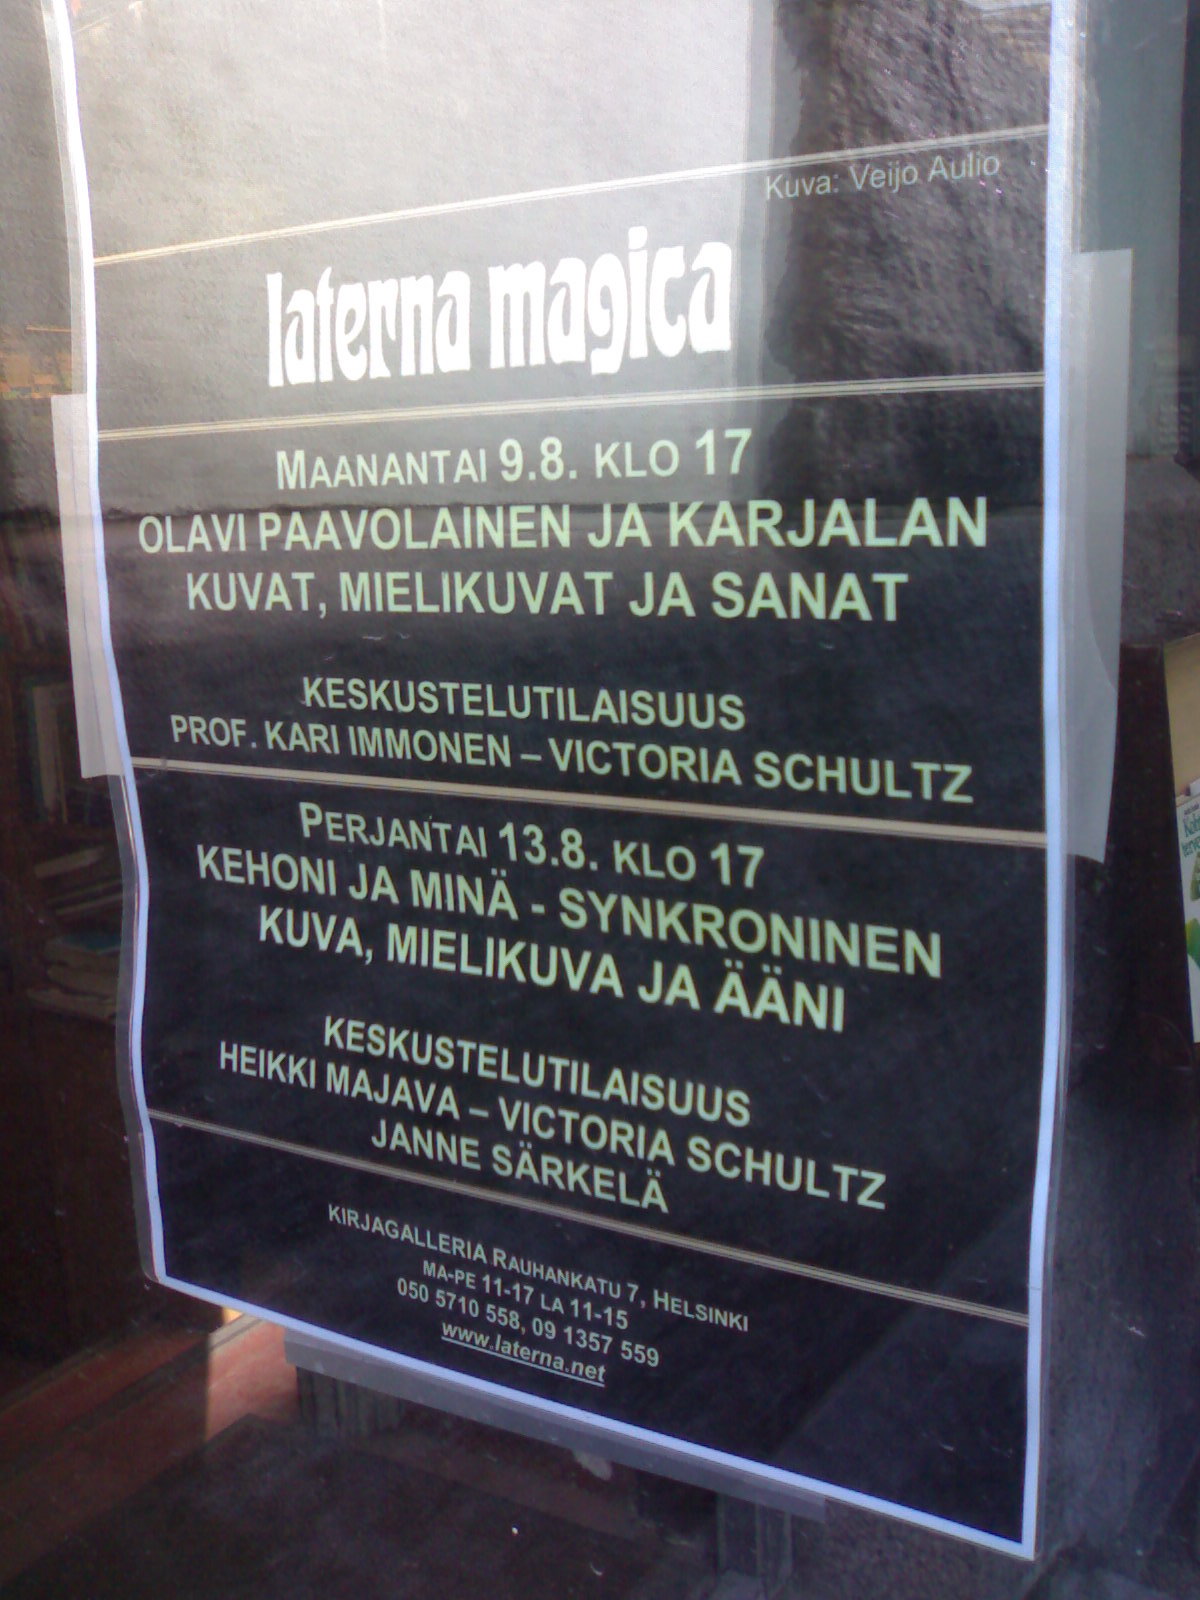 Kuva: Veijo Aulio
laterna magica
MAANANTAI 9.8. KLO 17
OLAVI PAAVOLAINEN JA KARJALAN
KUVAT, MIELIKUVAT JA SANAT
KESKUSTELUTILAISUUS
PROF. KARI IMMONEN – VICTORIA SCHULTZ
PERJANTAI 13.8. KLO 17
KEHONI JA MINÄ - SYNKRONINEN
KUVA, MIELIKUVA JA ÄÄNI
KESKUSTELUTILAISUUS
HEIKKI MAJAVA – VICTORIA SCHULTZ
JANNE SÄRKELÄ
KIRJAGALLERIA RAUHANKATU 7, HELSINKI
MA-PE 11-17 LA 11-15
050 5710 558, 09 1357 559
www.laterna.net